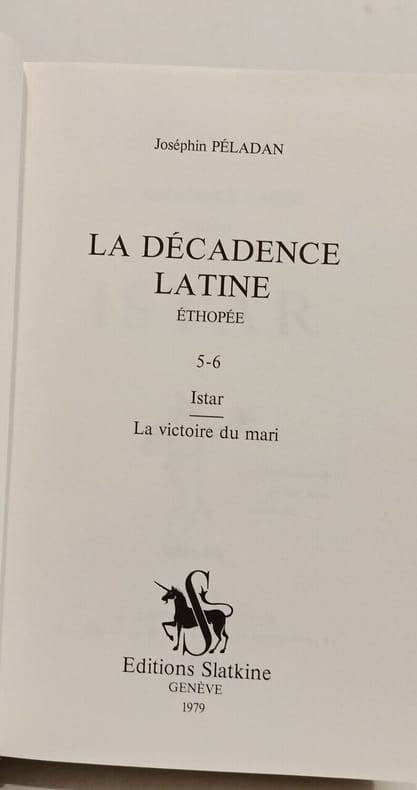 Joséphin PÉLADAN
LA DÉCADENCE
LATINE
ÉTHOPÉE
5-6
Istar
La victoire du mari
Editions Slatkine
GENÈVE
1979